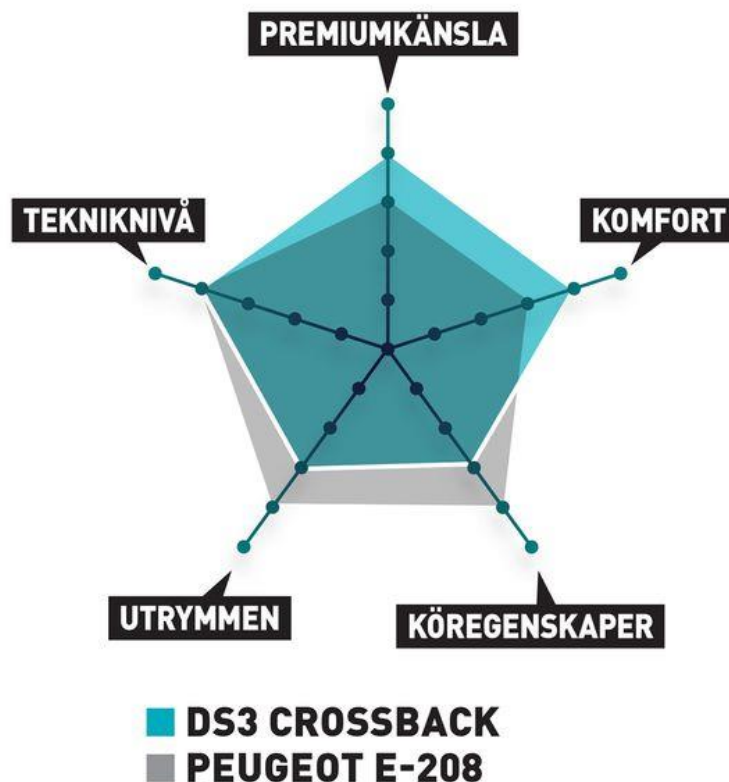 PREMIUMKÄNSLA
TEKNIKNIVÅ
KOMFORT
UTRYMMEN
KÖREGENSKAPER
DS3 CROSSBACK
PEUGEOT E-208